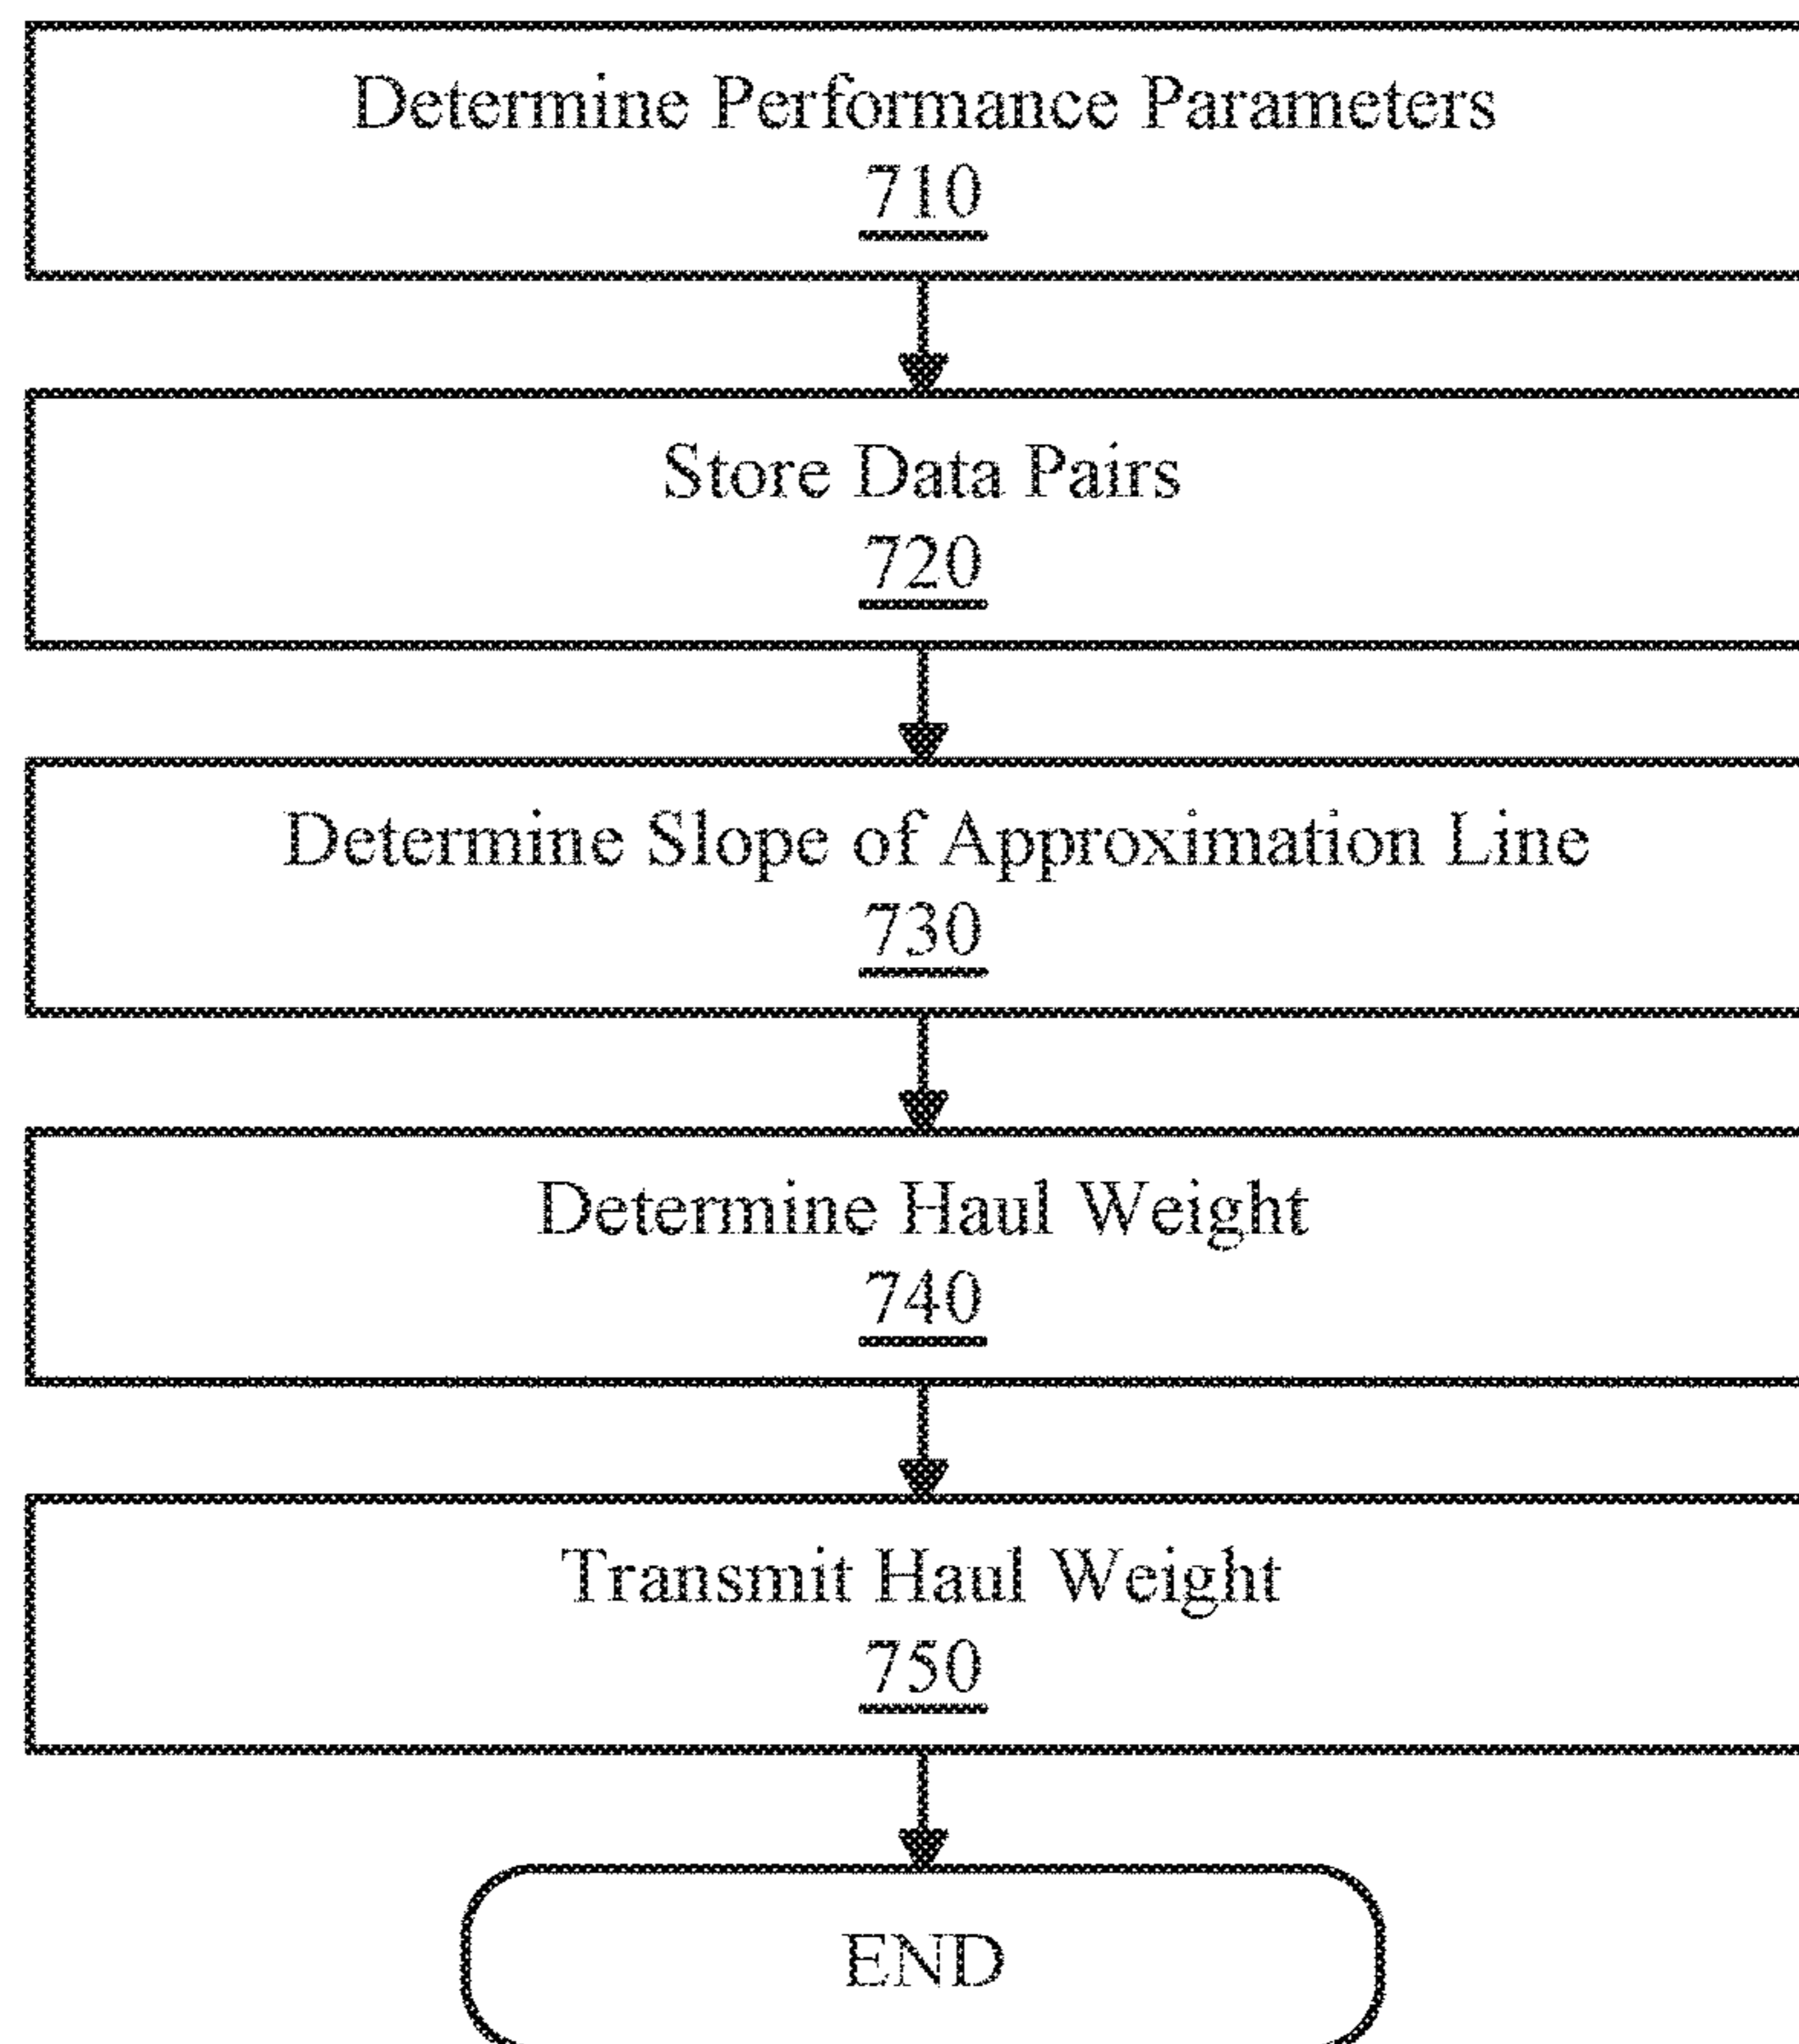 Determine Performance Parameters
710
Store Data Pairs
720
Determine Slope of Approximation Line
730
Determine Haul Weight
740
Transmit Haul Weight
750
END